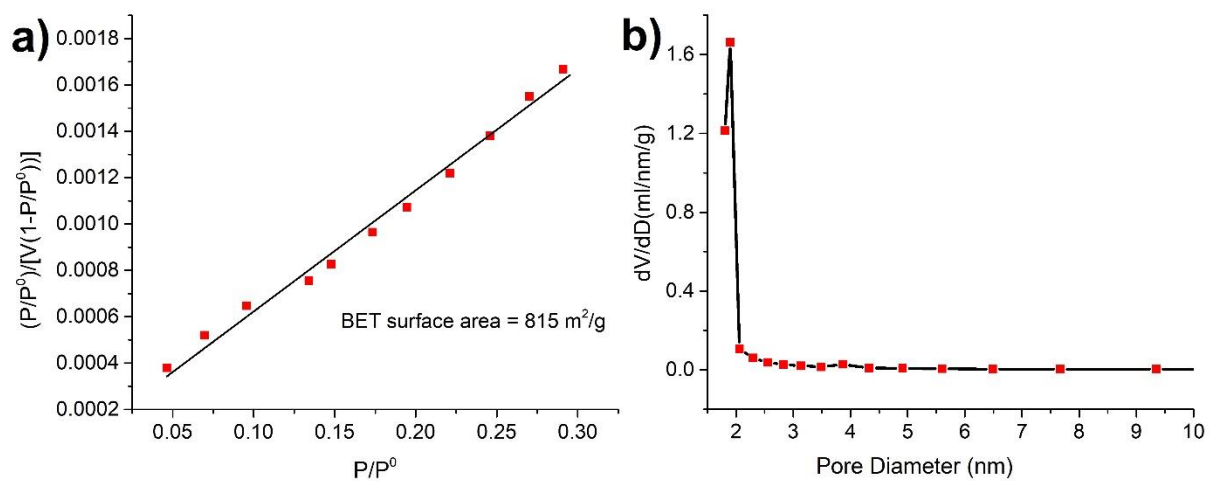 a)
0.0018
0.0016
0.0014
0.0012
0.0010
0.0008
0.0006
0.0004
0.0002
(P/P⁰)/[V(1-P/P⁰))]
BET surface area = 815 m²/g
0.05 0.10 0.15 0.20 0.25 0.30
P/P⁰
b)
1.6
1.2
0.8
0.4
0.0
dV/dD(ml/nm/g)
2 3 4 5 6 7 8 9 10
Pore Diameter (nm)